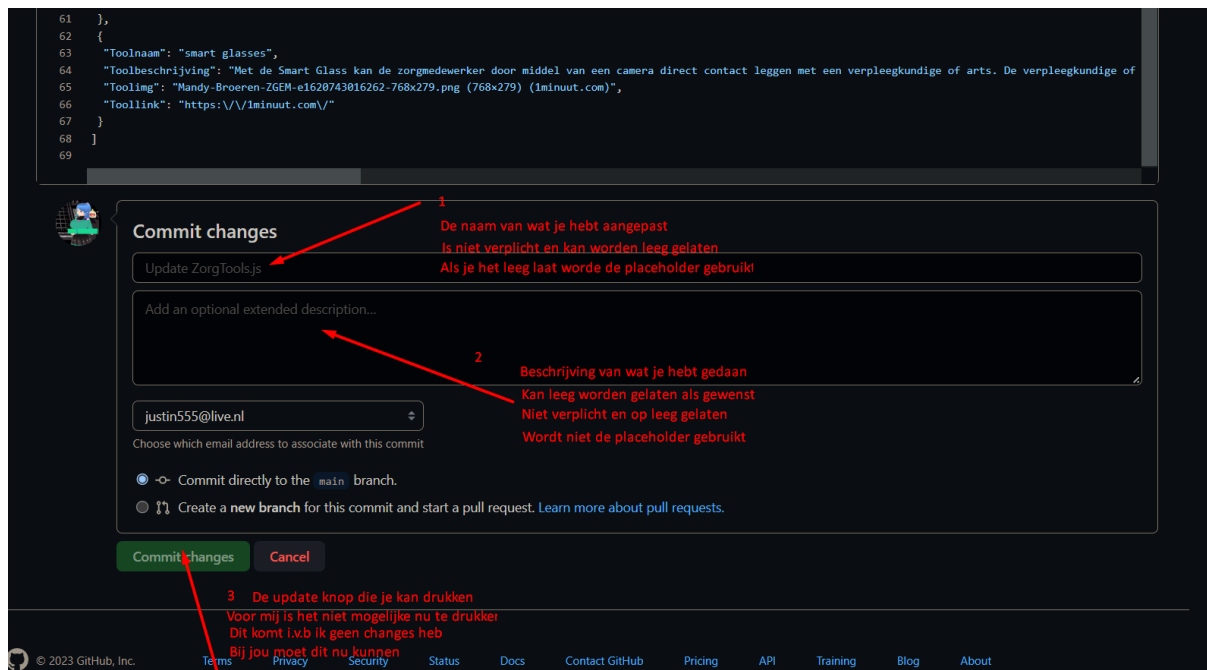 61 },
62 {
63 "Toolnaam": "smart glasses",
64 "Toolbeschrijving": "Met de Smart Glass kan de zorgmedewerker door middel van een camera direct contact leggen met een verpleegkundige of arts. De verpleegkundige of
65 "Toolimg": "Mandy-Broeren-ZGEM-e1620743016262-768x279.png (768×279) (1minuut.com)",
66 "Toollink": "https:\/\/1minuut.com\/"
67 }
68 ]
69
1
Commit changes
De naam van wat je hebt aangepast
Is niet verplicht en kan worden leeg gelaten
Update ZorgTools.js
Als je het leeg laat worde de placeholder gebruikt
Add an optional extended description...
2
Beschrijving van wat je hebt gedaan
Kan leeg worden gelaten als gewenst
Niet verplicht en op leeg gelaten
Wordt niet de placeholder gebruikt
justin555@live.nl
Choose which email address to associate with this commit
Commit directly to the main branch.
Create a new branch for this commit and start a pull request. Learn more about pull requests.
Commit changes Cancel
3 De update knop die je kan drukken
Voor mij is het niet mogelijke nu te drukken
Dit komt i.v.b ik geen changes heb
Bij jou moet dit nu kunnen
© 2023 GitHub, Inc. Terms Privacy Security Status Docs Contact GitHub Pricing API Training Blog About